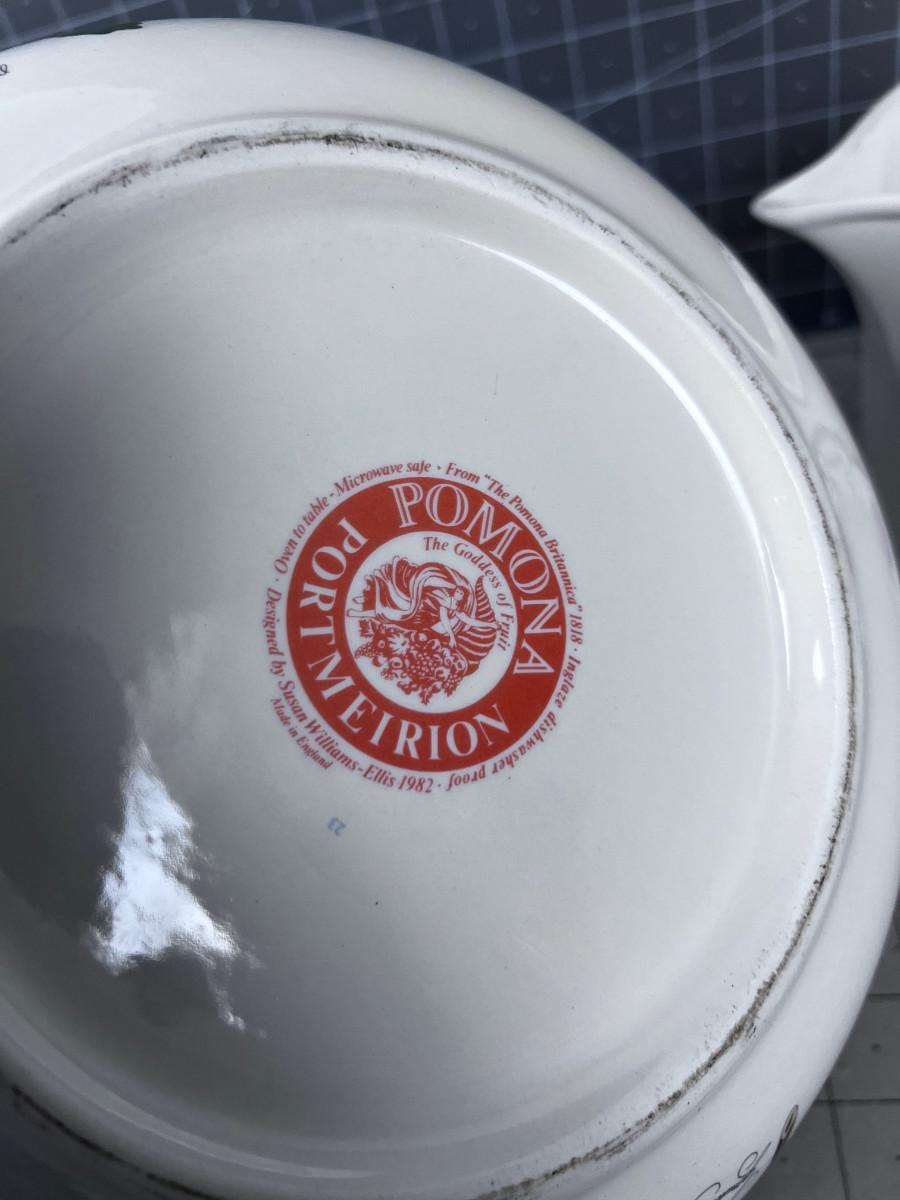 Oven to table - Microwave safe • From "The Pomona Britannica" 1818 • Inglaze dishwasher proof
Designed by Susan Williams-Ellis 1982 •
Made in England
POMONA
PORTMEIRION
The Goddess of Fruit
23